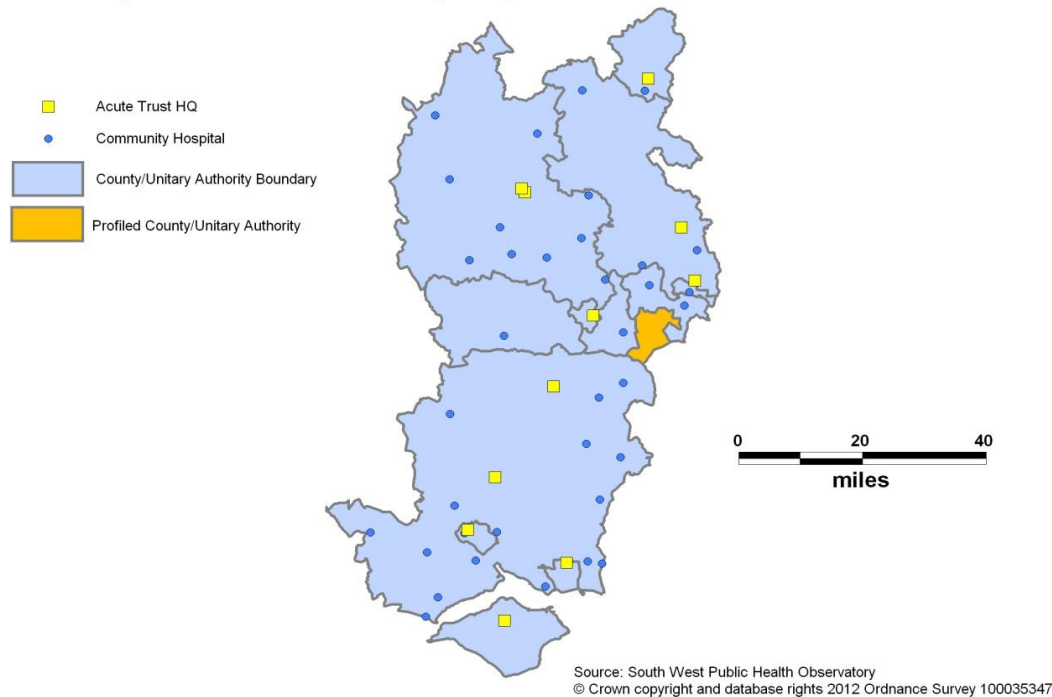 Acute Trust HQ
Community Hospital
County/Unitary Authority Boundary
Profiled County/Unitary Authority
0 20 40
miles
Source: South West Public Health Observatory
© Crown copyright and database rights 2012 Ordnance Survey 100035347